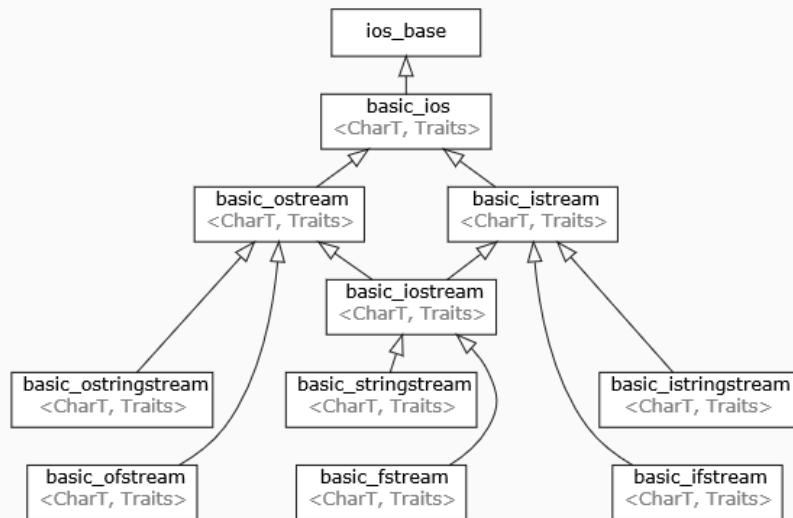 ios_base
basic_ios
<CharT, Traits>
basic_ostream
<CharT, Traits>
basic_istream
<CharT, Traits>
basic_iostream
<CharT, Traits>
basic_ostringstream
<CharT, Traits>
basic_stringstream
<CharT, Traits>
basic_istringstream
<CharT, Traits>
basic_ofstream
<CharT, Traits>
basic_fstream
<CharT, Traits>
basic_ifstream
<CharT, Traits>